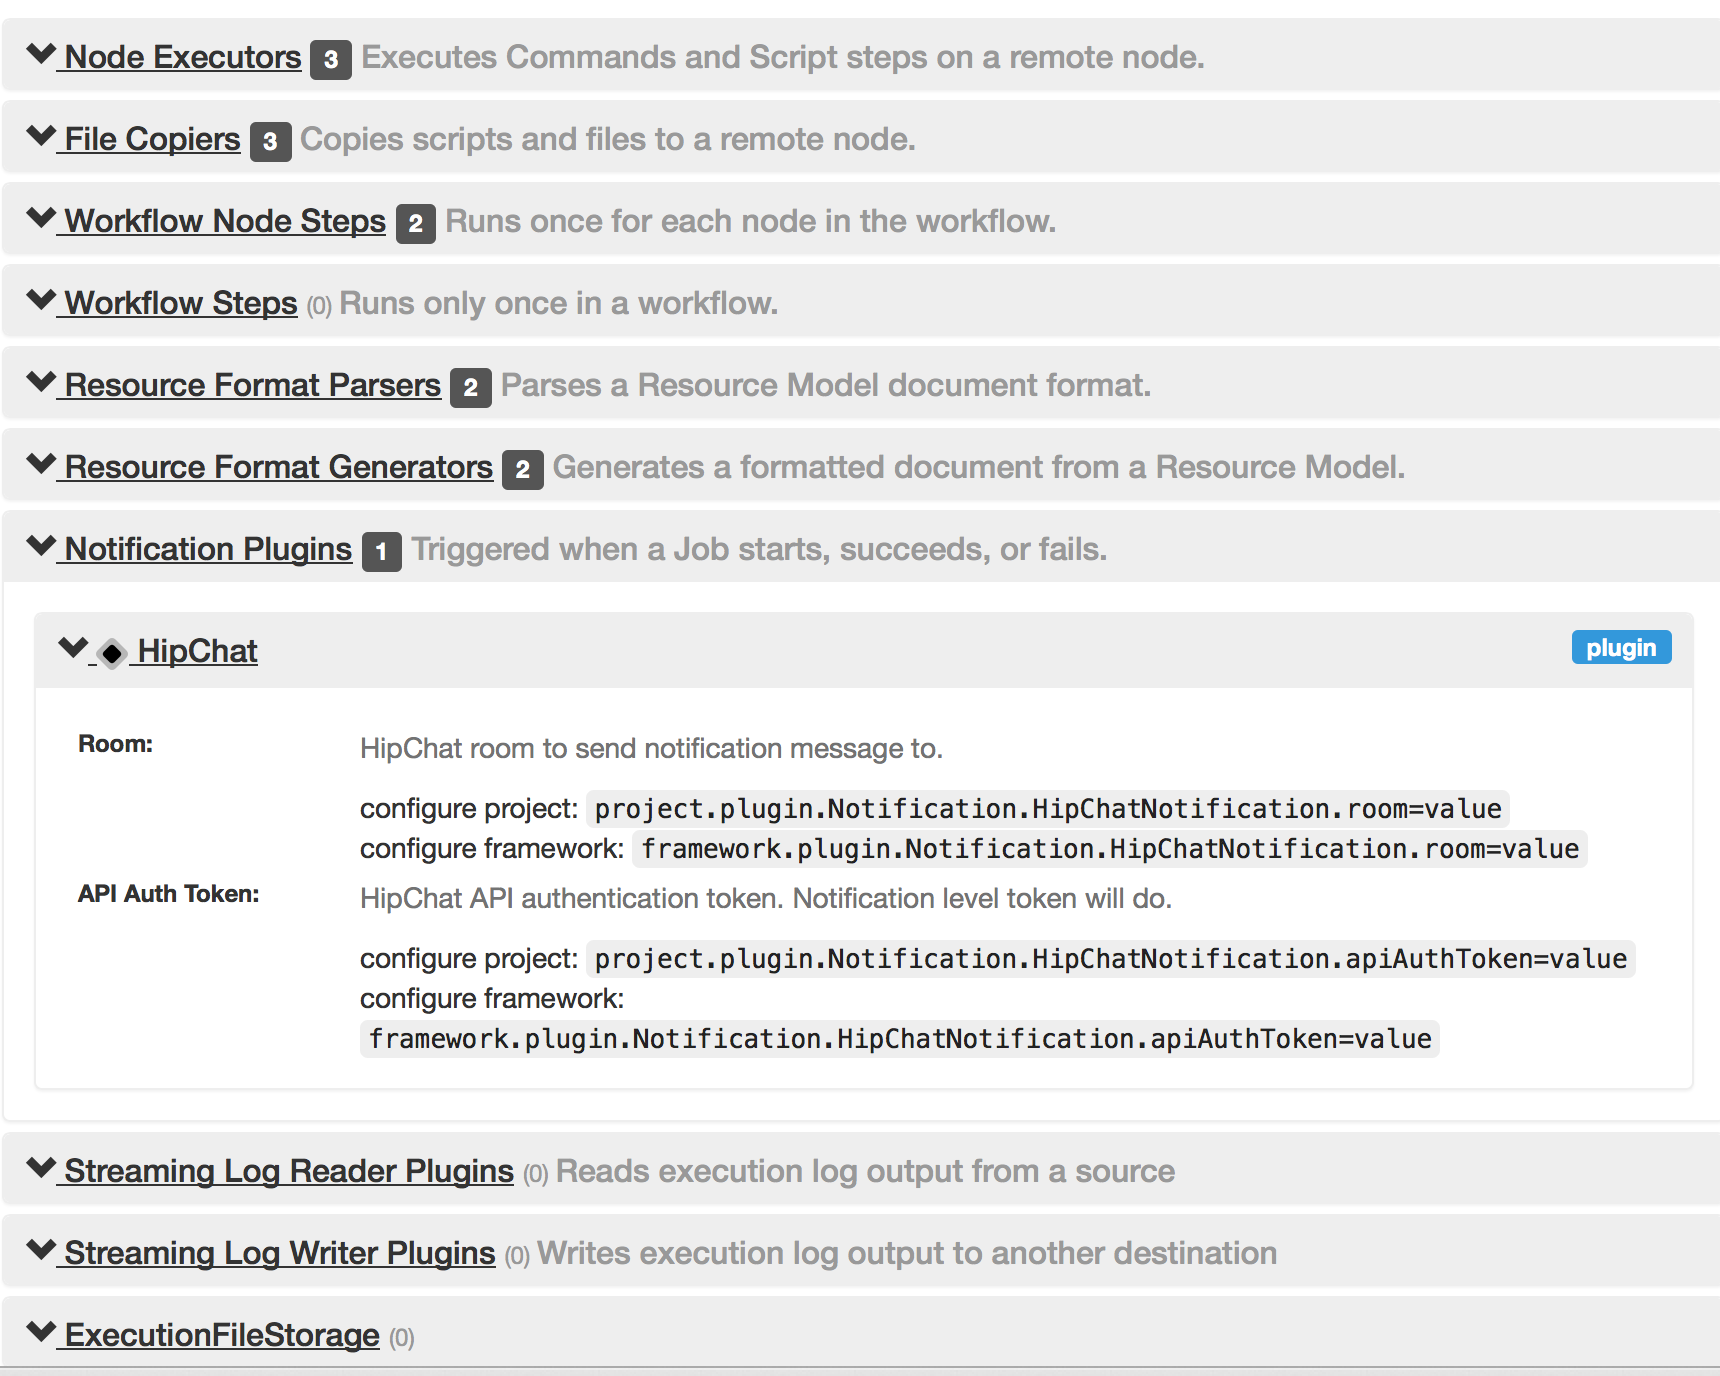 Node Executors 3 Executes Commands and Script steps on a remote node.
File Copiers 3 Copies scripts and files to a remote node.
Workflow Node Steps 2 Runs once for each node in the workflow.
Workflow Steps (0) Runs only once in a workflow.
Resource Format Parsers 2 Parses a Resource Model document format.
Resource Format Generators 2 Generates a formatted document from a Resource Model.
Notification Plugins 1 Triggered when a Job starts, succeeds, or fails.
HipChat plugin
Room: HipChat room to send notification message to.
configure project: project.plugin.Notification.HipChatNotification.room=value
configure framework: framework.plugin.Notification.HipChatNotification.room=value
API Auth Token: HipChat API authentication token. Notification level token will do.
configure project: project.plugin.Notification.HipChatNotification.apiAuthToken=value
configure framework:
framework.plugin.Notification.HipChatNotification.apiAuthToken=value
Streaming Log Reader Plugins (0) Reads execution log output from a source
Streaming Log Writer Plugins (0) Writes execution log output to another destination
ExecutionFileStorage (0)